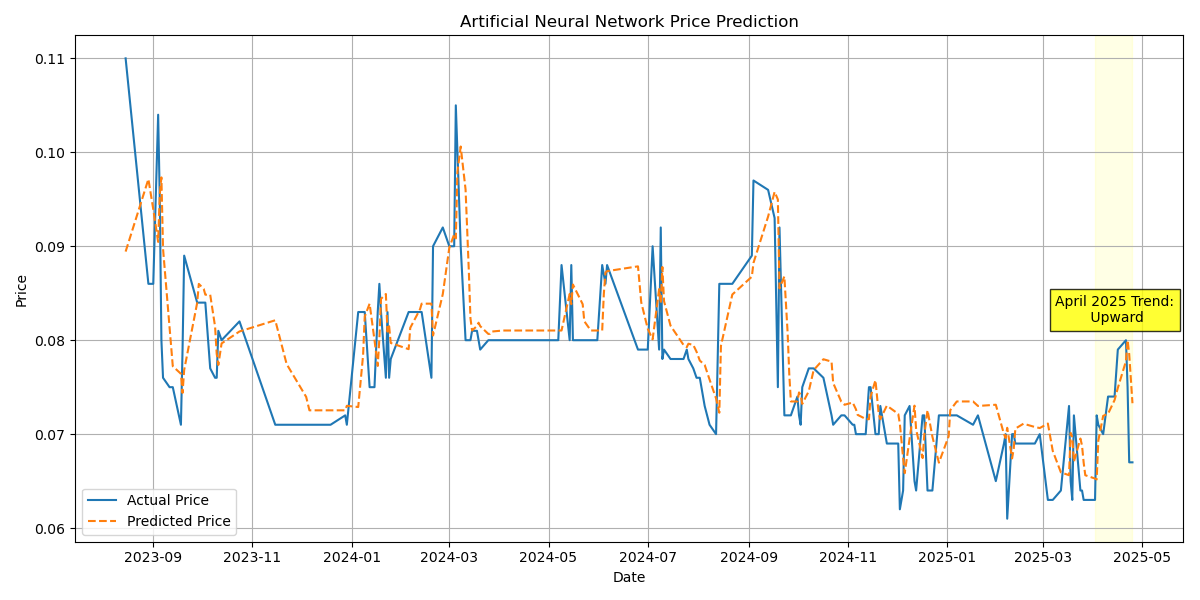 Artificial Neural Network Price Prediction
0.11
0.10
0.09
0.08
0.07
0.06
Price
April 2025 Trend:
Upward
Actual Price
Predicted Price
2023-09 2023-11 2024-01 2024-03 2024-05 2024-07 2024-09 2024-11 2025-01 2025-03 2025-05
Date